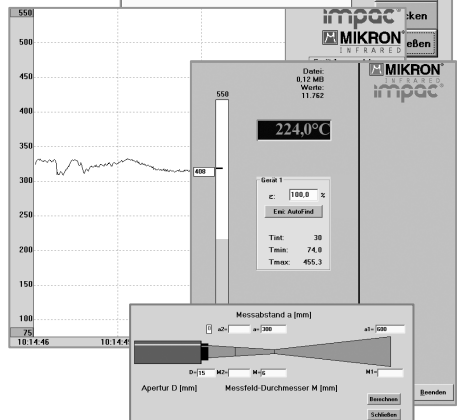 550
impac
cken
MIKRON
INFRARED
eßen
500
450
400
350
300
250
200
150
100
75
10:14:46
10:14:4
Datei:
0,12 MB
Werte:
11.762
550
408
224,0°C
Gerät 1
ε: 100,0 %
Emi: AutoFind
Tint: 30
Tmin: 74,0
Tmax: 455,3
MIKRON
INFRARED
impac
Messabstand a [mm]
0 a2= a= 300 a1= 600
D= 15 M2= M= 6 M1=
Apertur D [mm] Messfeld-Durchmesser M [mm]
Berechnen
Schließen
Beenden